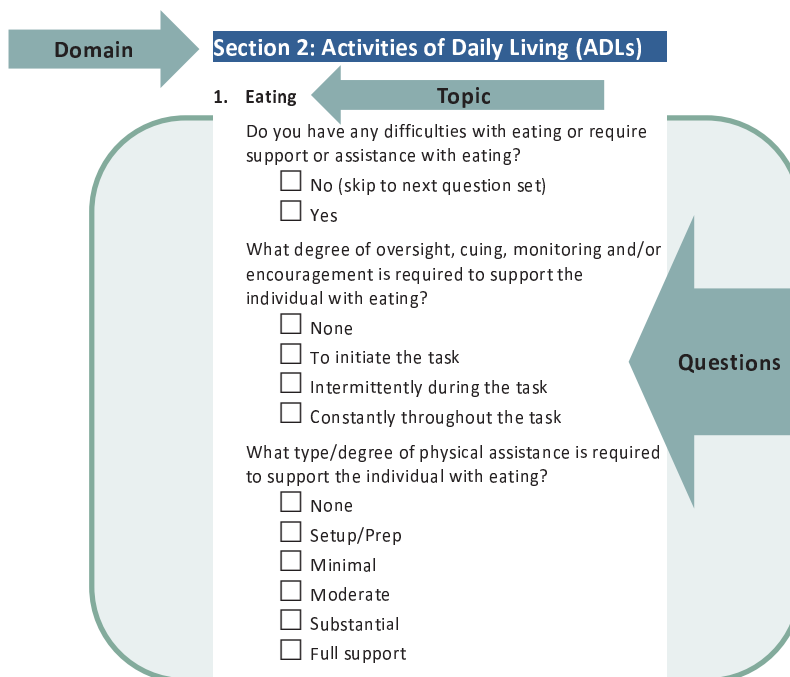 Domain
Section 2: Activities of Daily Living (ADLs)
1. Eating
Topic
Do you have any difficulties with eating or require
support or assistance with eating?
No (skip to next question set)
Yes
What degree of oversight, cuing, monitoring and/or
encouragement is required to support the
individual with eating?
None
To initiate the task
Intermittently during the task
Constantly throughout the task
Questions
What type/degree of physical assistance is required
to support the individual with eating?
None
Setup/Prep
Minimal
Moderate
Substantial
Full support